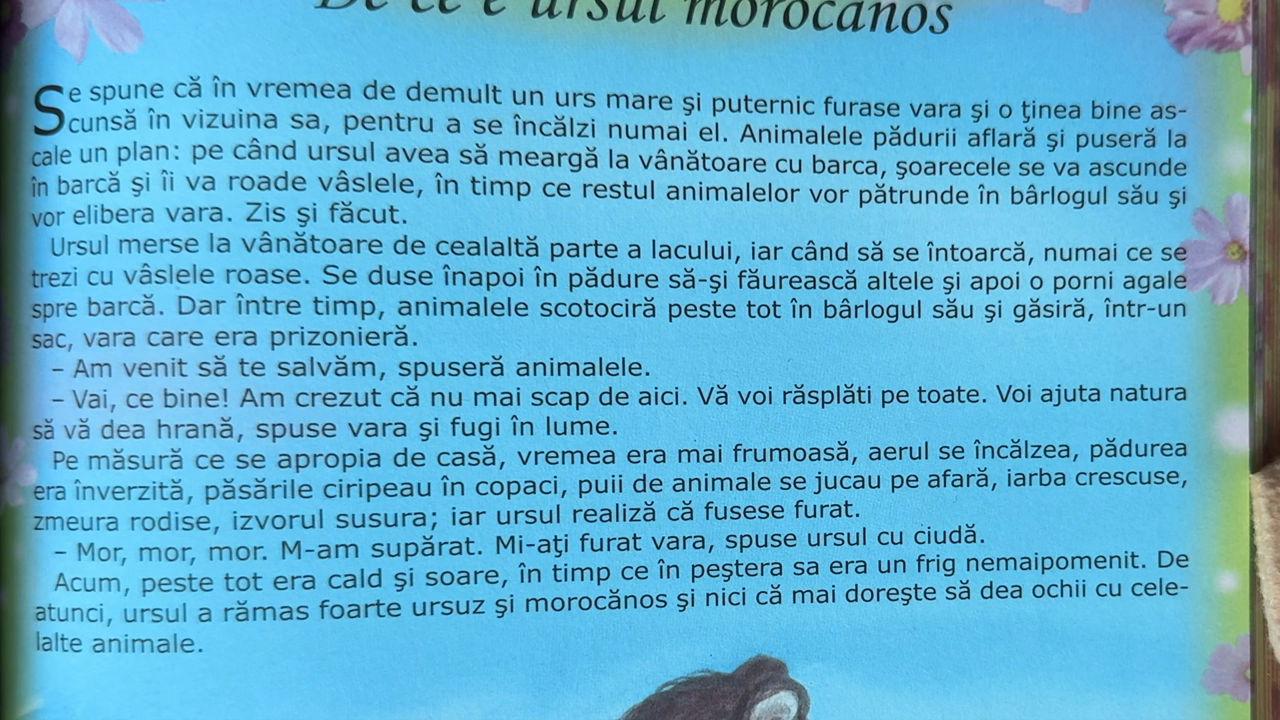 De ce e ursul morocănos
Se spune că în vremea de demult un urs mare şi puternic furase vara şi o ţinea bine as-
cunsă în vizuina sa, pentru a se încălzi numai el. Animalele pădurii aflară şi puseră la
cale un plan: pe când ursul avea să meargă la vânătoare cu barca, şoarecele se va ascunde
în barcă şi îi va roade vâslele, în timp ce restul animalelor vor pătrunde în bârlogul său şi
vor elibera vara. Zis şi făcut.
Ursul merse la vânătoare de cealaltă parte a lacului, iar când să se întoarcă, numai ce se
trezi cu vâslele roase. Se duse înapoi în pădure să-şi făurească altele şi apoi o porni agale
spre barcă. Dar între timp, animalele scotociră peste tot în bârlogul său şi găsiră, într-un
sac, vara care era prizonieră.
– Am venit să te salvăm, spuseră animalele.
– Vai, ce bine! Am crezut că nu mai scap de aici. Vă voi răsplăti pe toate. Voi ajuta natura
să vă dea hrană, spuse vara şi fugi în lume.
Pe măsură ce se apropia de casă, vremea era mai frumoasă, aerul se încălzea, pădurea
era înverzită, păsările ciripeau în copaci, puii de animale se jucau pe afară, iarba crescuse,
zmeura rodise, izvorul susura; iar ursul realiză că fusese furat.
– Mor, mor, mor. M-am supărat. Mi-aţi furat vara, spuse ursul cu ciudă.
Acum, peste tot era cald şi soare, în timp ce în peştera sa era un frig nemaipomenit. De
atunci, ursul a rămas foarte ursuz şi morocănos şi nici că mai doreşte să dea ochii cu cele-
lalte animale.